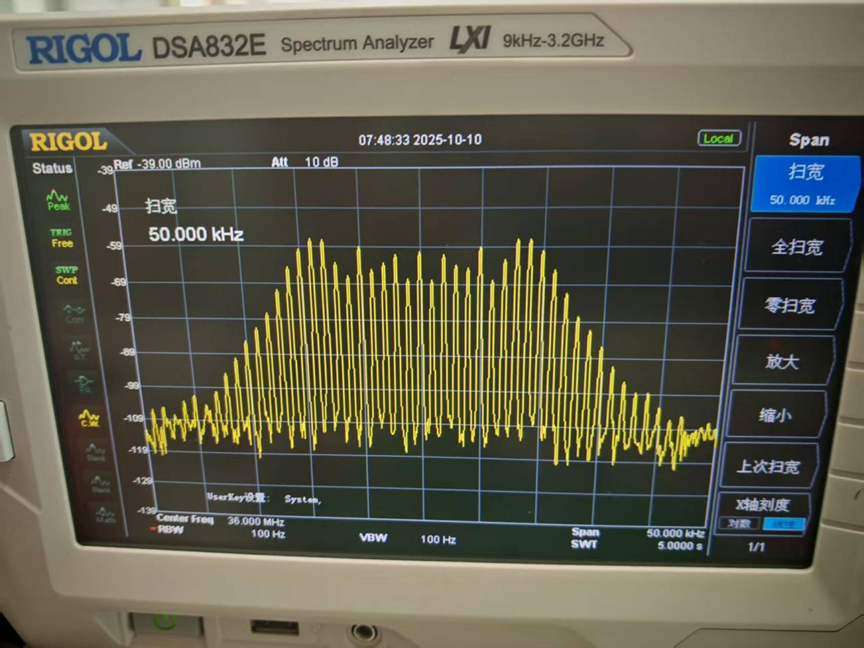 RIGOL DSA832E Spectrum Analyzer LXI 9kHz-3.2GHz
RIGOL 07:48:33 2025-10-10 Local Span
Status Ref -39.00 dBm Att 10 dB
扫宽
50.000 kHz
全扫宽
零扫宽
放大
缩小
上次扫宽
X轴刻度
对数
1/1
Peak
TRIG
Free
SWP
Cont
扫宽
50.000 kHz
-39
-49
-59
-69
-79
-89
-99
-109
-119
-129
-139
UserKey设置: System,
Center Freq 36.000 MHz Span 50.000 kHz
RBW 100 Hz VBW 100 Hz SWT 5.0000 s